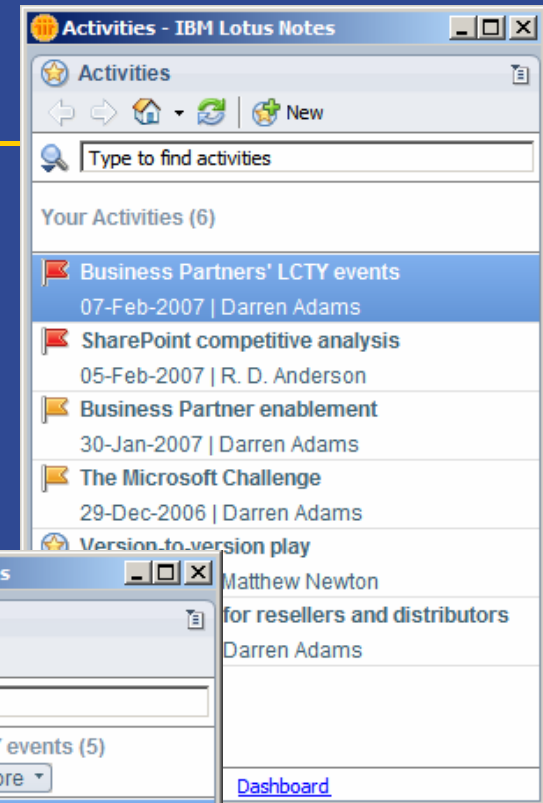 Activities - IBM Lotus Notes
Activities
New
Type to find activities
Your Activities (6)
Business Partners' LCTY events
07-Feb-2007 | Darren Adams
SharePoint competitive analysis
05-Feb-2007 | R. D. Anderson
Business Partner enablement
30-Jan-2007 | Darren Adams
The Microsoft Challenge
29-Dec-2006 | Darren Adams
Version-to-version play
Matthew Newton
for resellers and distributors
Darren Adams
events (5)
Dashboard